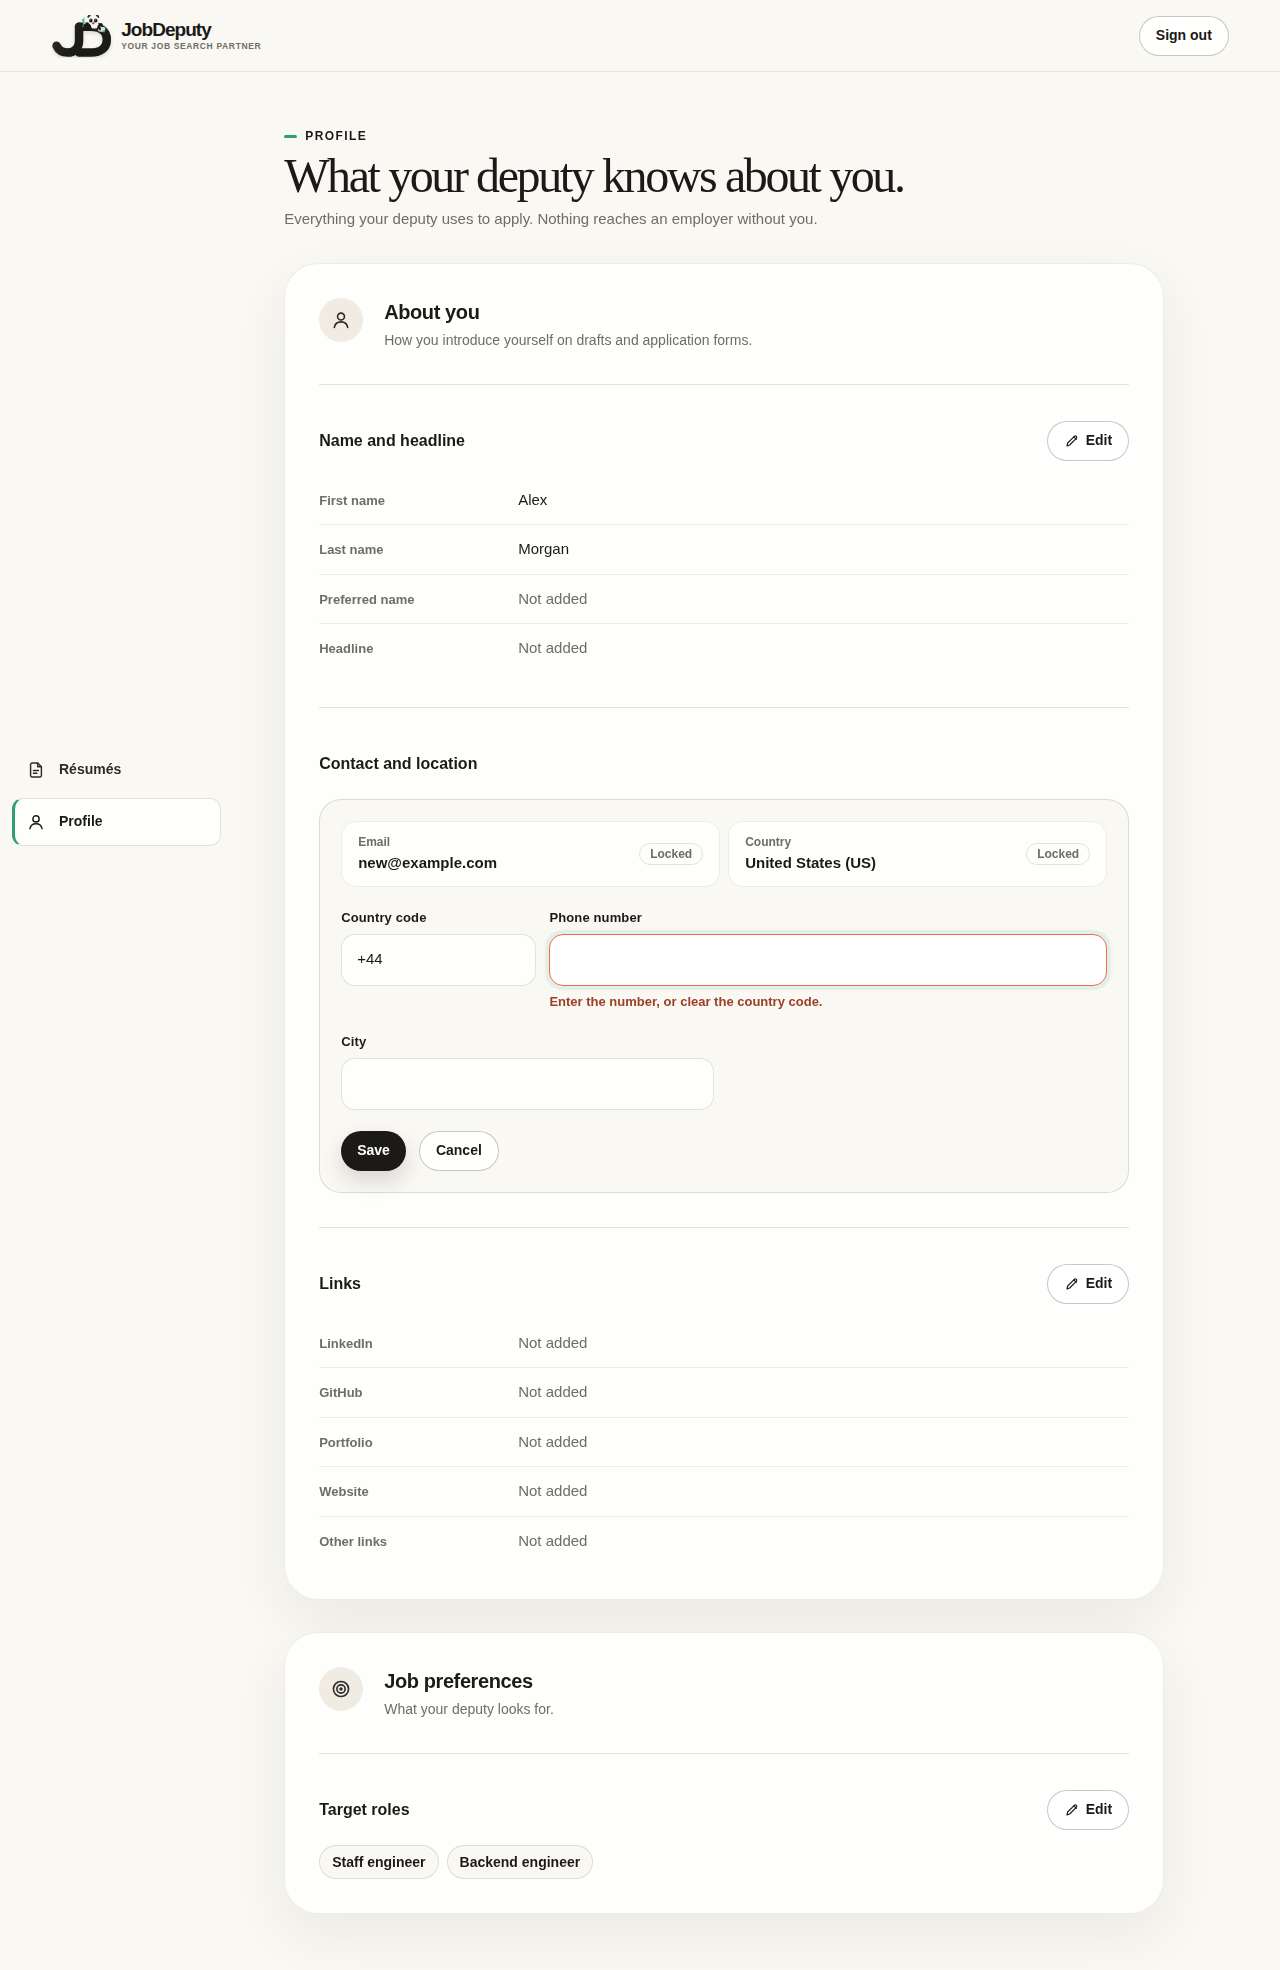 JobDeputy
YOUR JOB SEARCH PARTNER
Sign out
PROFILE
What your deputy knows about you.
Everything your deputy uses to apply. Nothing reaches an employer without you.
Résumés
Profile
About you
How you introduce yourself on drafts and application forms.
Name and headline
Edit
First name Alex
Last name Morgan
Preferred name Not added
Headline Not added
Contact and location
Email
new@example.com
Locked
Country
United States (US)
Locked
Country code
+44
Phone number
Enter the number, or clear the country code.
City
Save
Cancel
Links
Edit
LinkedIn Not added
GitHub Not added
Portfolio Not added
Website Not added
Other links Not added
Job preferences
What your deputy looks for.
Target roles
Edit
Staff engineer
Backend engineer